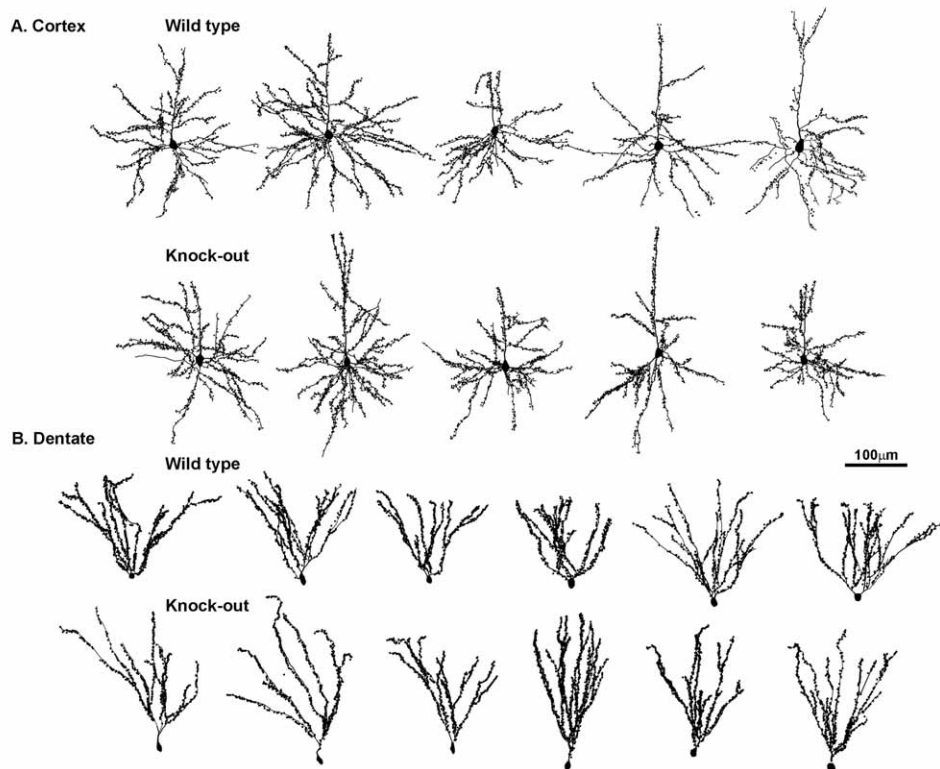 A. Cortex
Wild type
Knock-out
B. Dentate
100μm
Wild type
Knock-out